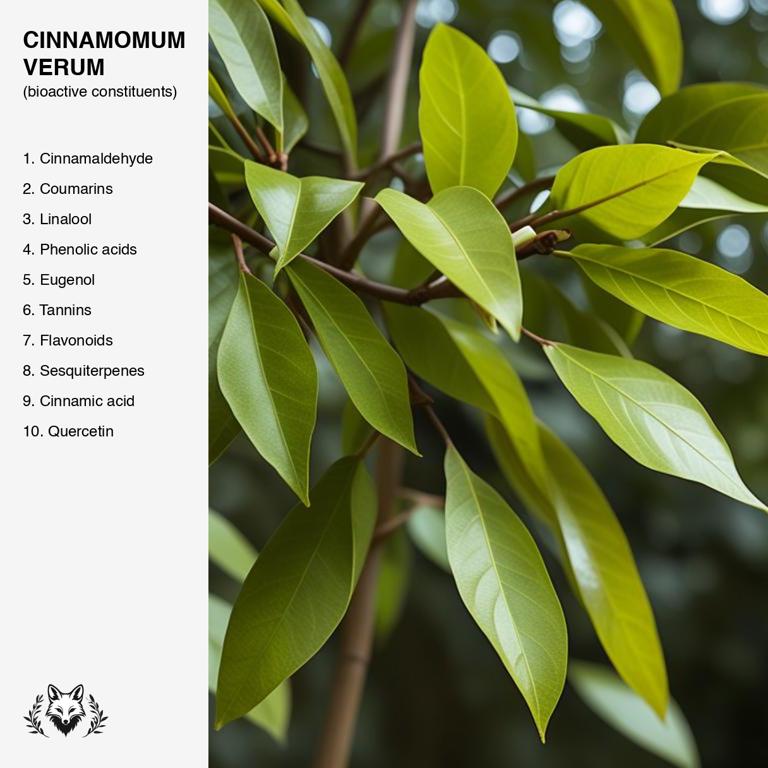 CINNAMOMUM
VERUM
(bioactive constituents)
1. Cinnamaldehyde
2. Coumarins
3. Linalool
4. Phenolic acids
5. Eugenol
6. Tannins
7. Flavonoids
8. Sesquiterpenes
9. Cinnamic acid
10. Quercetin